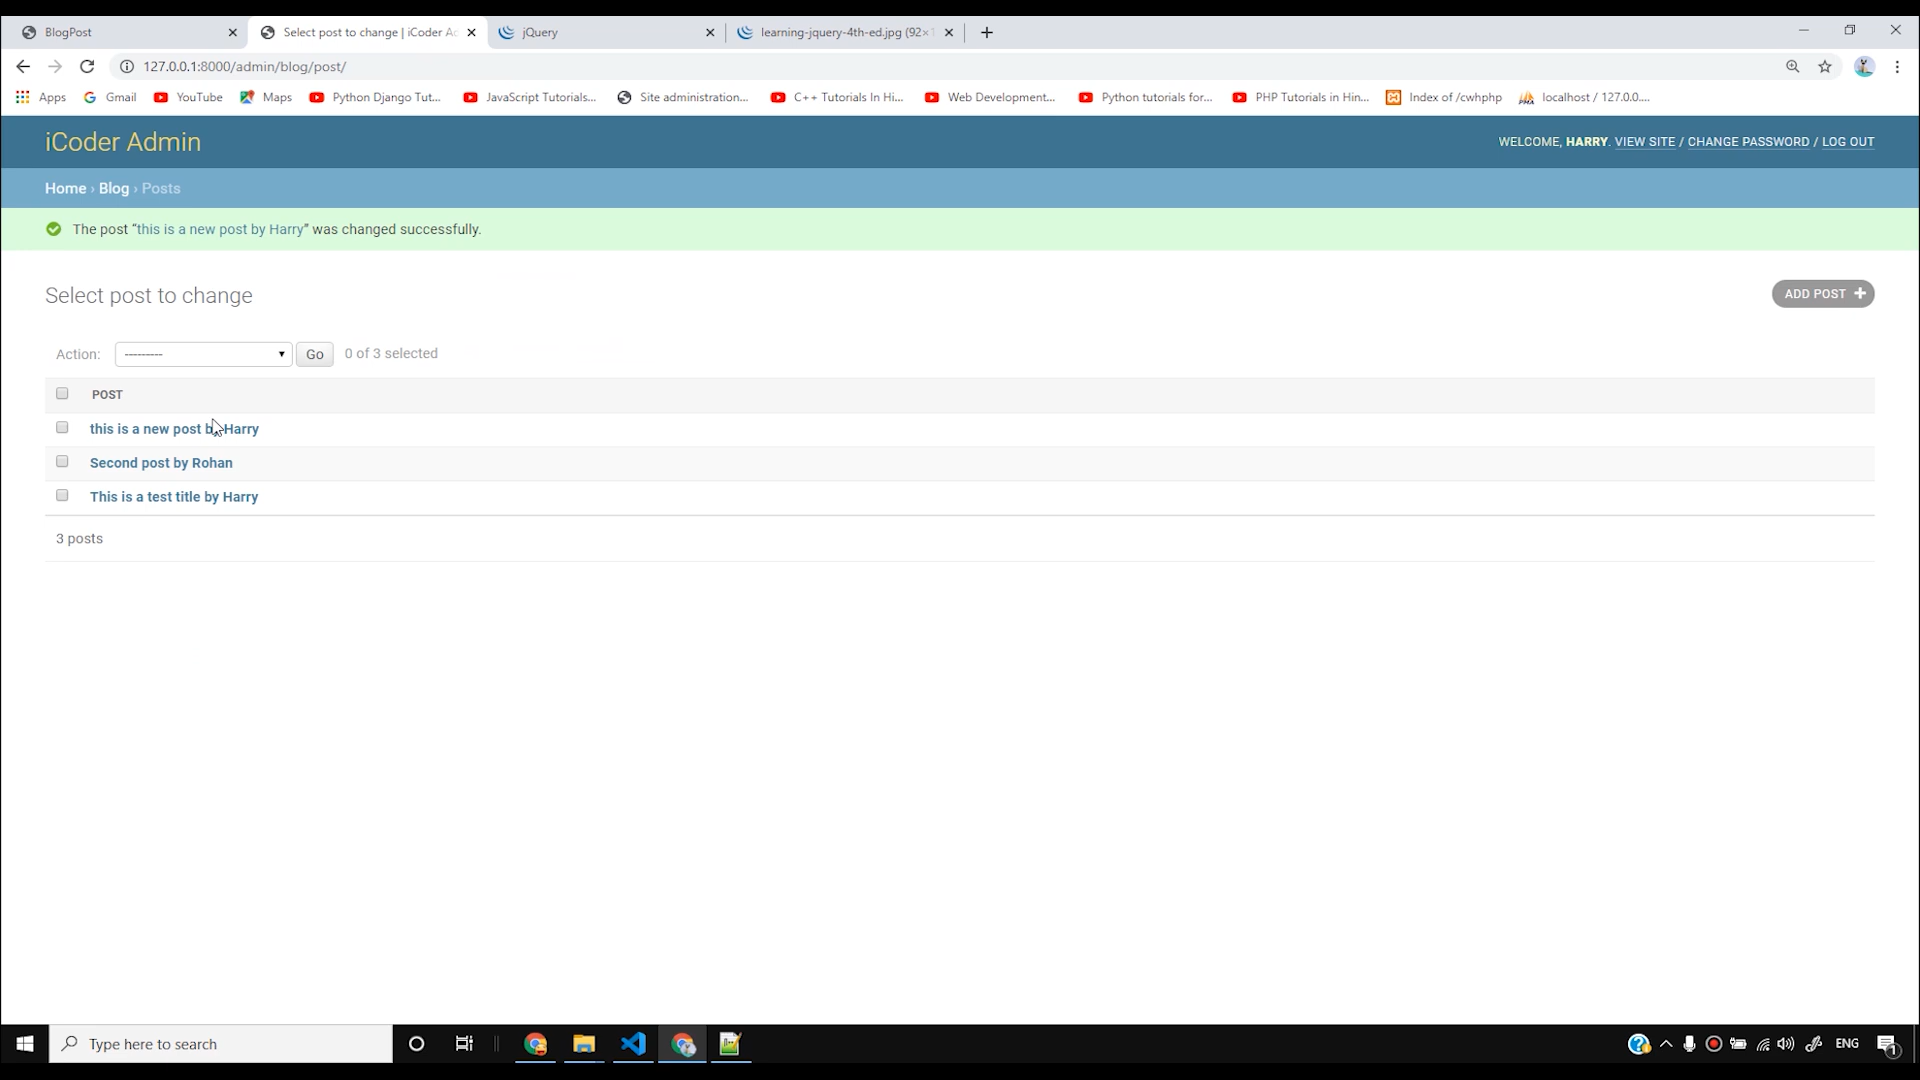 BlogPost
Select post to change | iCoder Ac
jQuery
learning-jquery-4th-ed.jpg (92×1
127.0.0.1:8000/admin/blog/post/
Apps
Gmail
YouTube
Maps
Python Django Tut...
JavaScript Tutorials...
Site administration...
C++ Tutorials In Hi...
Web Development...
Python tutorials for...
PHP Tutorials in Hin...
Index of /cwhphp
localhost / 127.0.0....
iCoder Admin
WELCOME, HARRY. VIEW SITE / CHANGE PASSWORD / LOG OUT
Home › Blog › Posts
The post “this is a new post by Harry” was changed successfully.
Select post to change
ADD POST +
Action: --------- Go 0 of 3 selected
POST
this is a new post by Harry
Second post by Rohan
This is a test title by Harry
3 posts
Type here to search
ENG
1